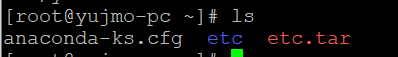 [root@yujmo-pc ~]# ls
anaconda-ks.cfg etc etc.tar